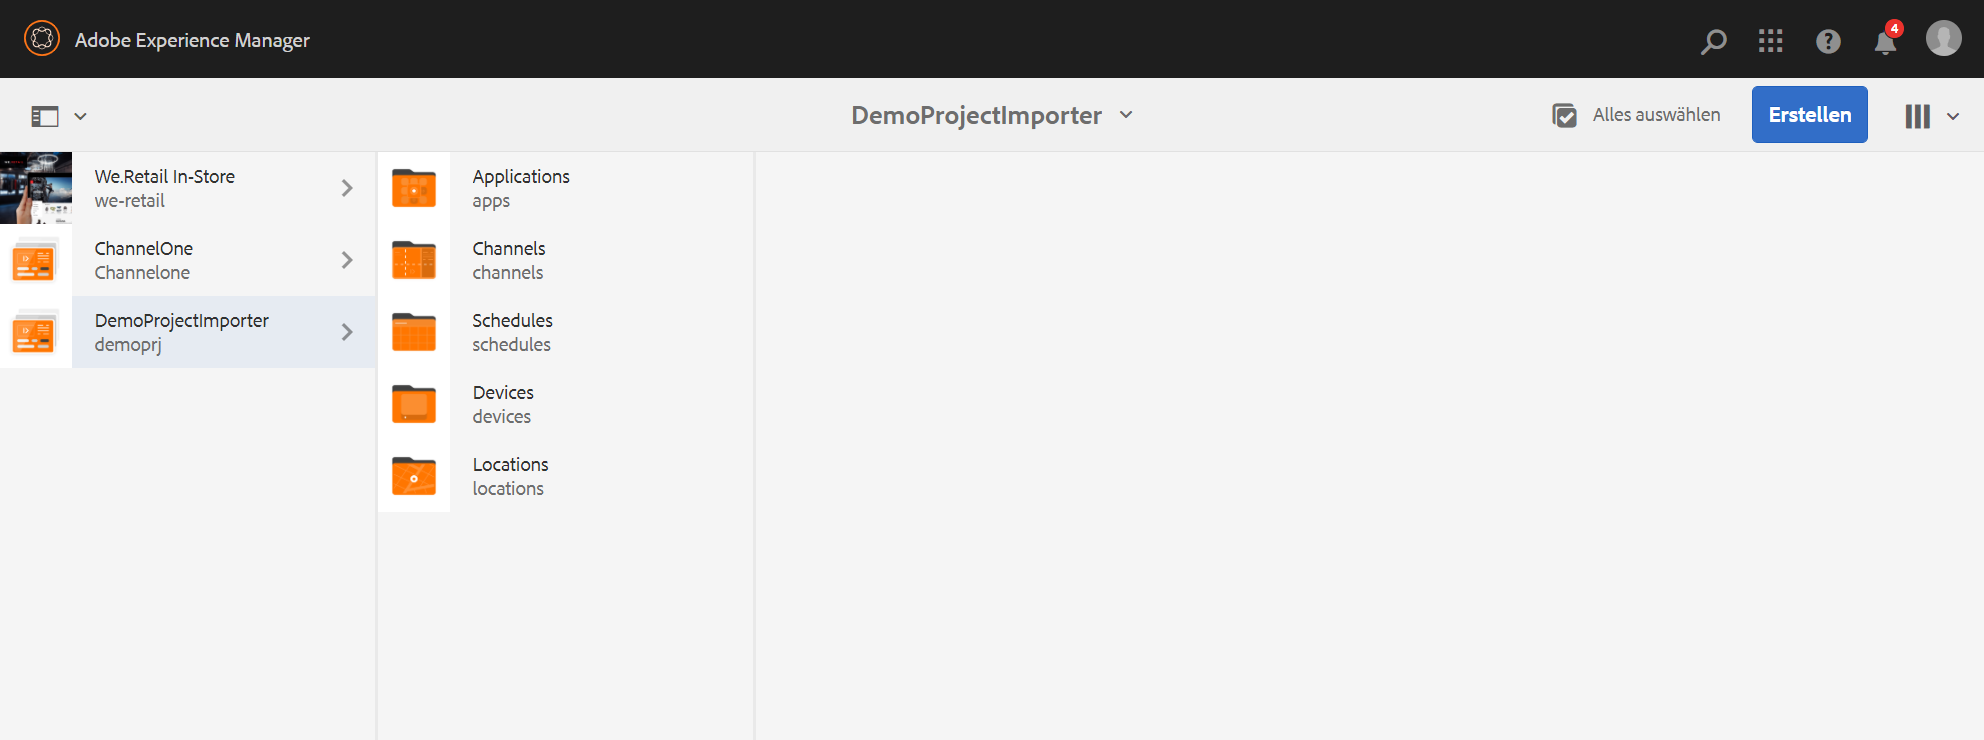 Adobe Experience Manager
4
DemoProjectImporter
Alles auswählen
Erstellen
We.Retail In-Store
we-retail
ChannelOne
Channelone
DemoProjectImporter
demoprj
Applications
apps
Channels
channels
Schedules
schedules
Devices
devices
Locations
locations